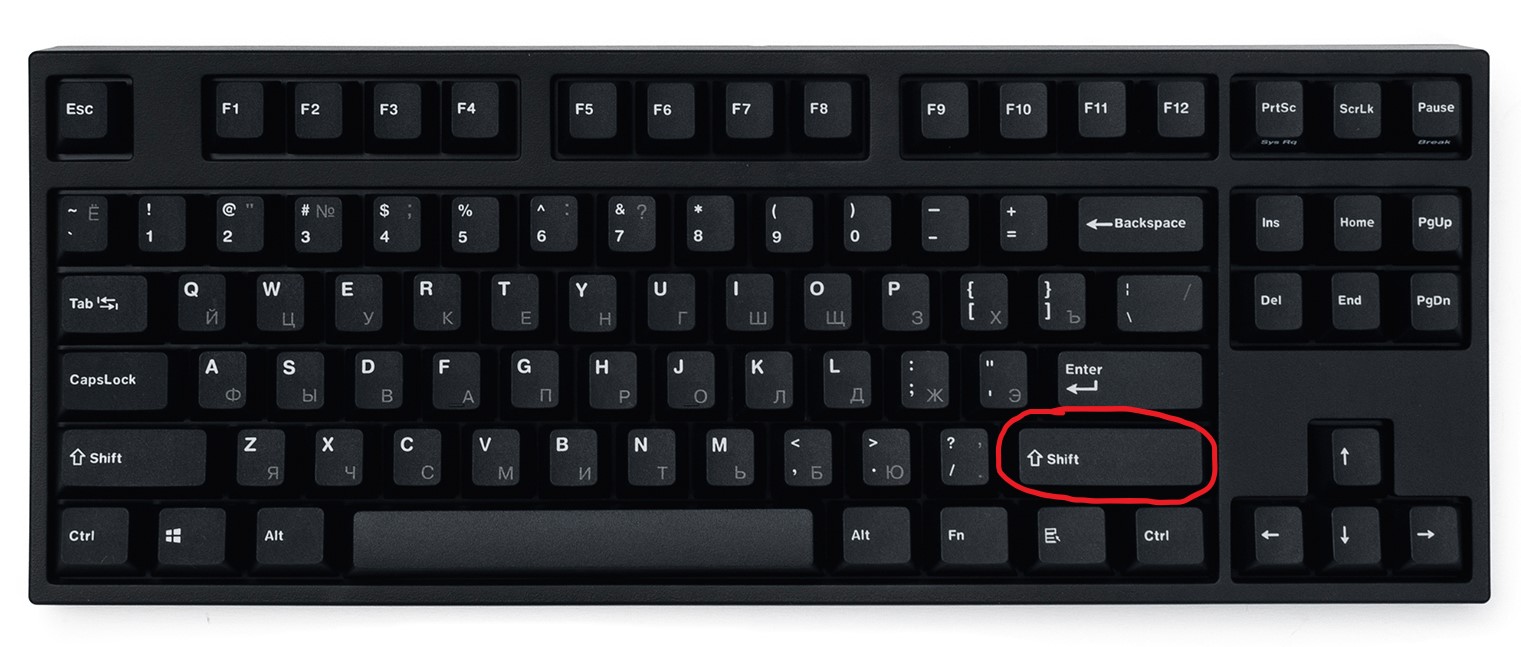 Esc F1 F2 F3 F4 F5 F6 F7 F8 F9 F10 F11 F12 PrtSc ScrLk Pause
Sys Rq Break
~ Ё ! @ " # № $ ; % ^ : & ? * ( ) – +
` 1 2 3 4 5 6 7 8 9 0 - = ←Backspace Ins Home PgUp
Tab Q W E R T Y U I O P { } ¦ /
Й Ц У К Е Н Г Ш Щ З [ Х ] Ъ \ Del End PgDn
CapsLock A S D F G H J K L : " Enter
Ф Ы В А П Р О Л Д ; Ж ' Э
⇧ Shift Z X C V B N M < > ? , ⇧ Shift ↑
Я Ч С М И Т Ь , Б . Ю / .
Ctrl Alt Alt Fn Ctrl ← ↓ →